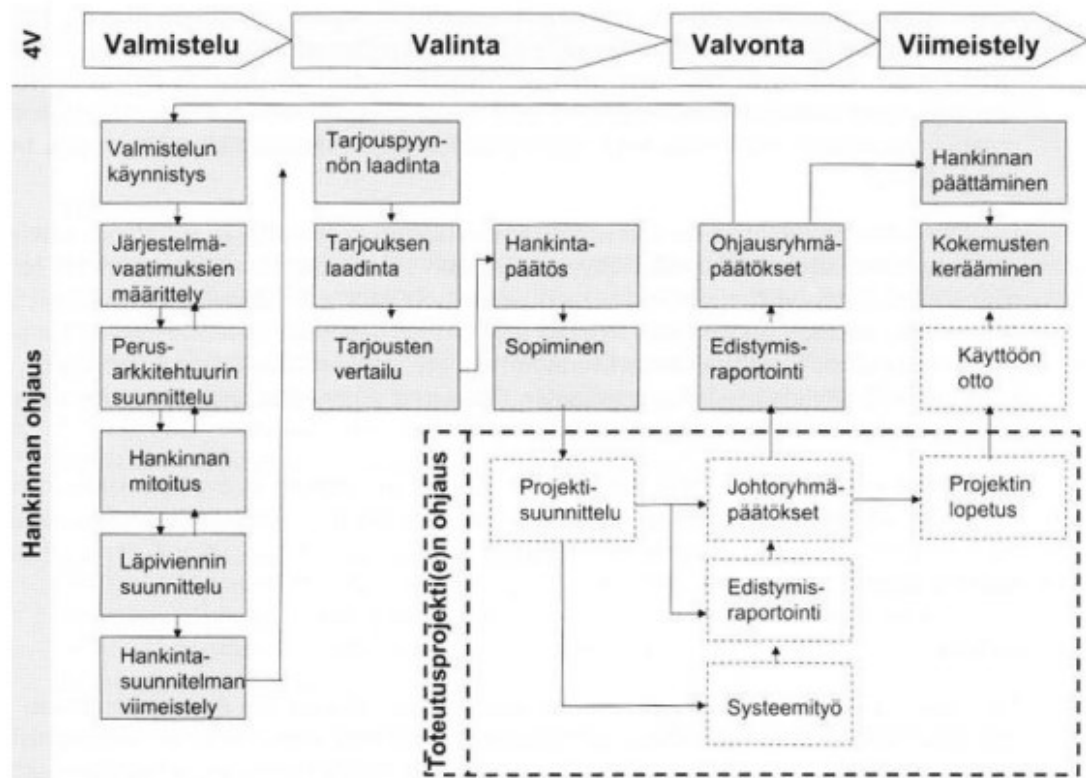 4V
Valmistelu
Valinta
Valvonta
Viimeistely
Hankinnan ohjaus
Valmistelun
käynnistys
Järjestelmä-
vaatimuksien
määrittely
Perus-
arkkitehtuurin
suunnittelu
Hankinnan
mitoitus
Läpiviennin
suunnittelu
Hankinta-
suunnitelman
viimeistely
Tarjouspyyn-
nön laadinta
Tarjouksen
laadinta
Tarjousten
vertailu
Hankinta-
päätös
Sopiminen
Ohjausryhmä-
päätökset
Edistymis-
raportointi
Hankinnan
päättäminen
Kokemusten
kerääminen
Käyttöön
otto
Toteutusprojekti(e)n ohjaus
Projekti-
suunnittelu
Johtoryhmä-
päätökset
Edistymis-
raportointi
Systeemityö
Projektin
lopetus